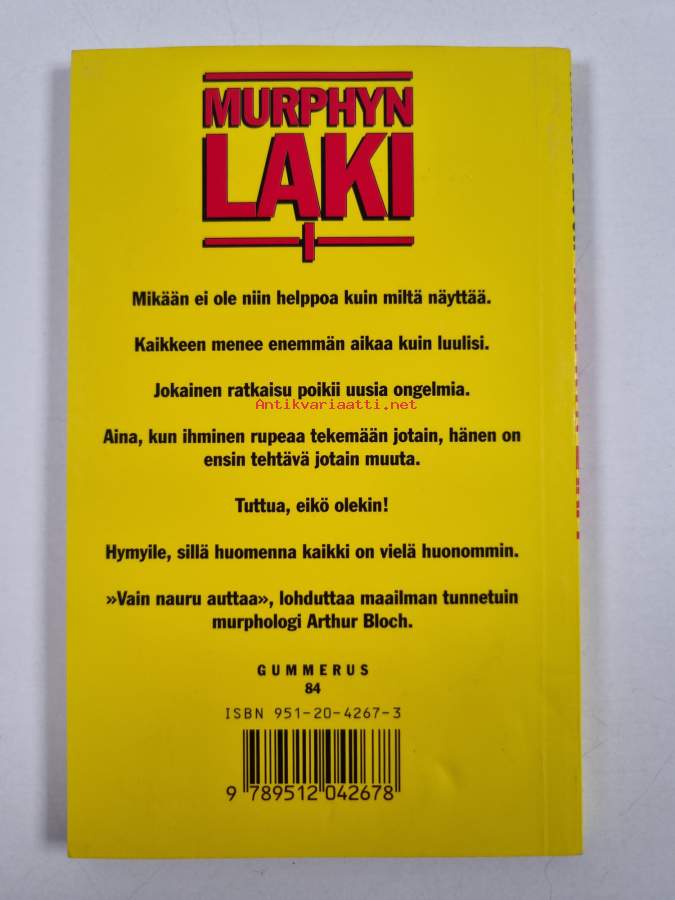 MURPHYN
LAKI
Mikään ei ole niin helppoa kuin miltä näyttää.
Kaikkeen menee enemmän aikaa kuin luulisi.
Jokainen ratkaisu poikii uusia ongelmia.
Antikvariaatti.net
Aina, kun ihminen rupeaa tekemään jotain, hänen on
ensin tehtävä jotain muuta.
Tuttua, eikö olekin!
Hymyile, sillä huomenna kaikki on vielä huonommin.
»Vain nauru auttaa», lohduttaa maailman tunnetuin
murphologi Arthur Bloch.
GUMMERUS
84
ISBN 951-20-4267-3
9 789512 042678